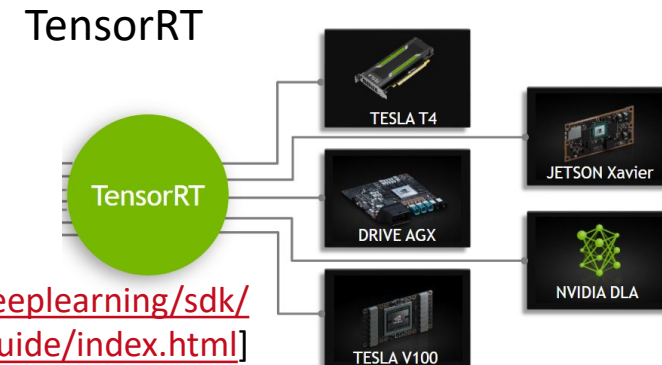 TensorRT
TESLA T4
JETSON Xavier
TensorRT
DRIVE AGX
NVIDIA DLA
eeplearning/sdk/
uide/index.html]
TESLA V100